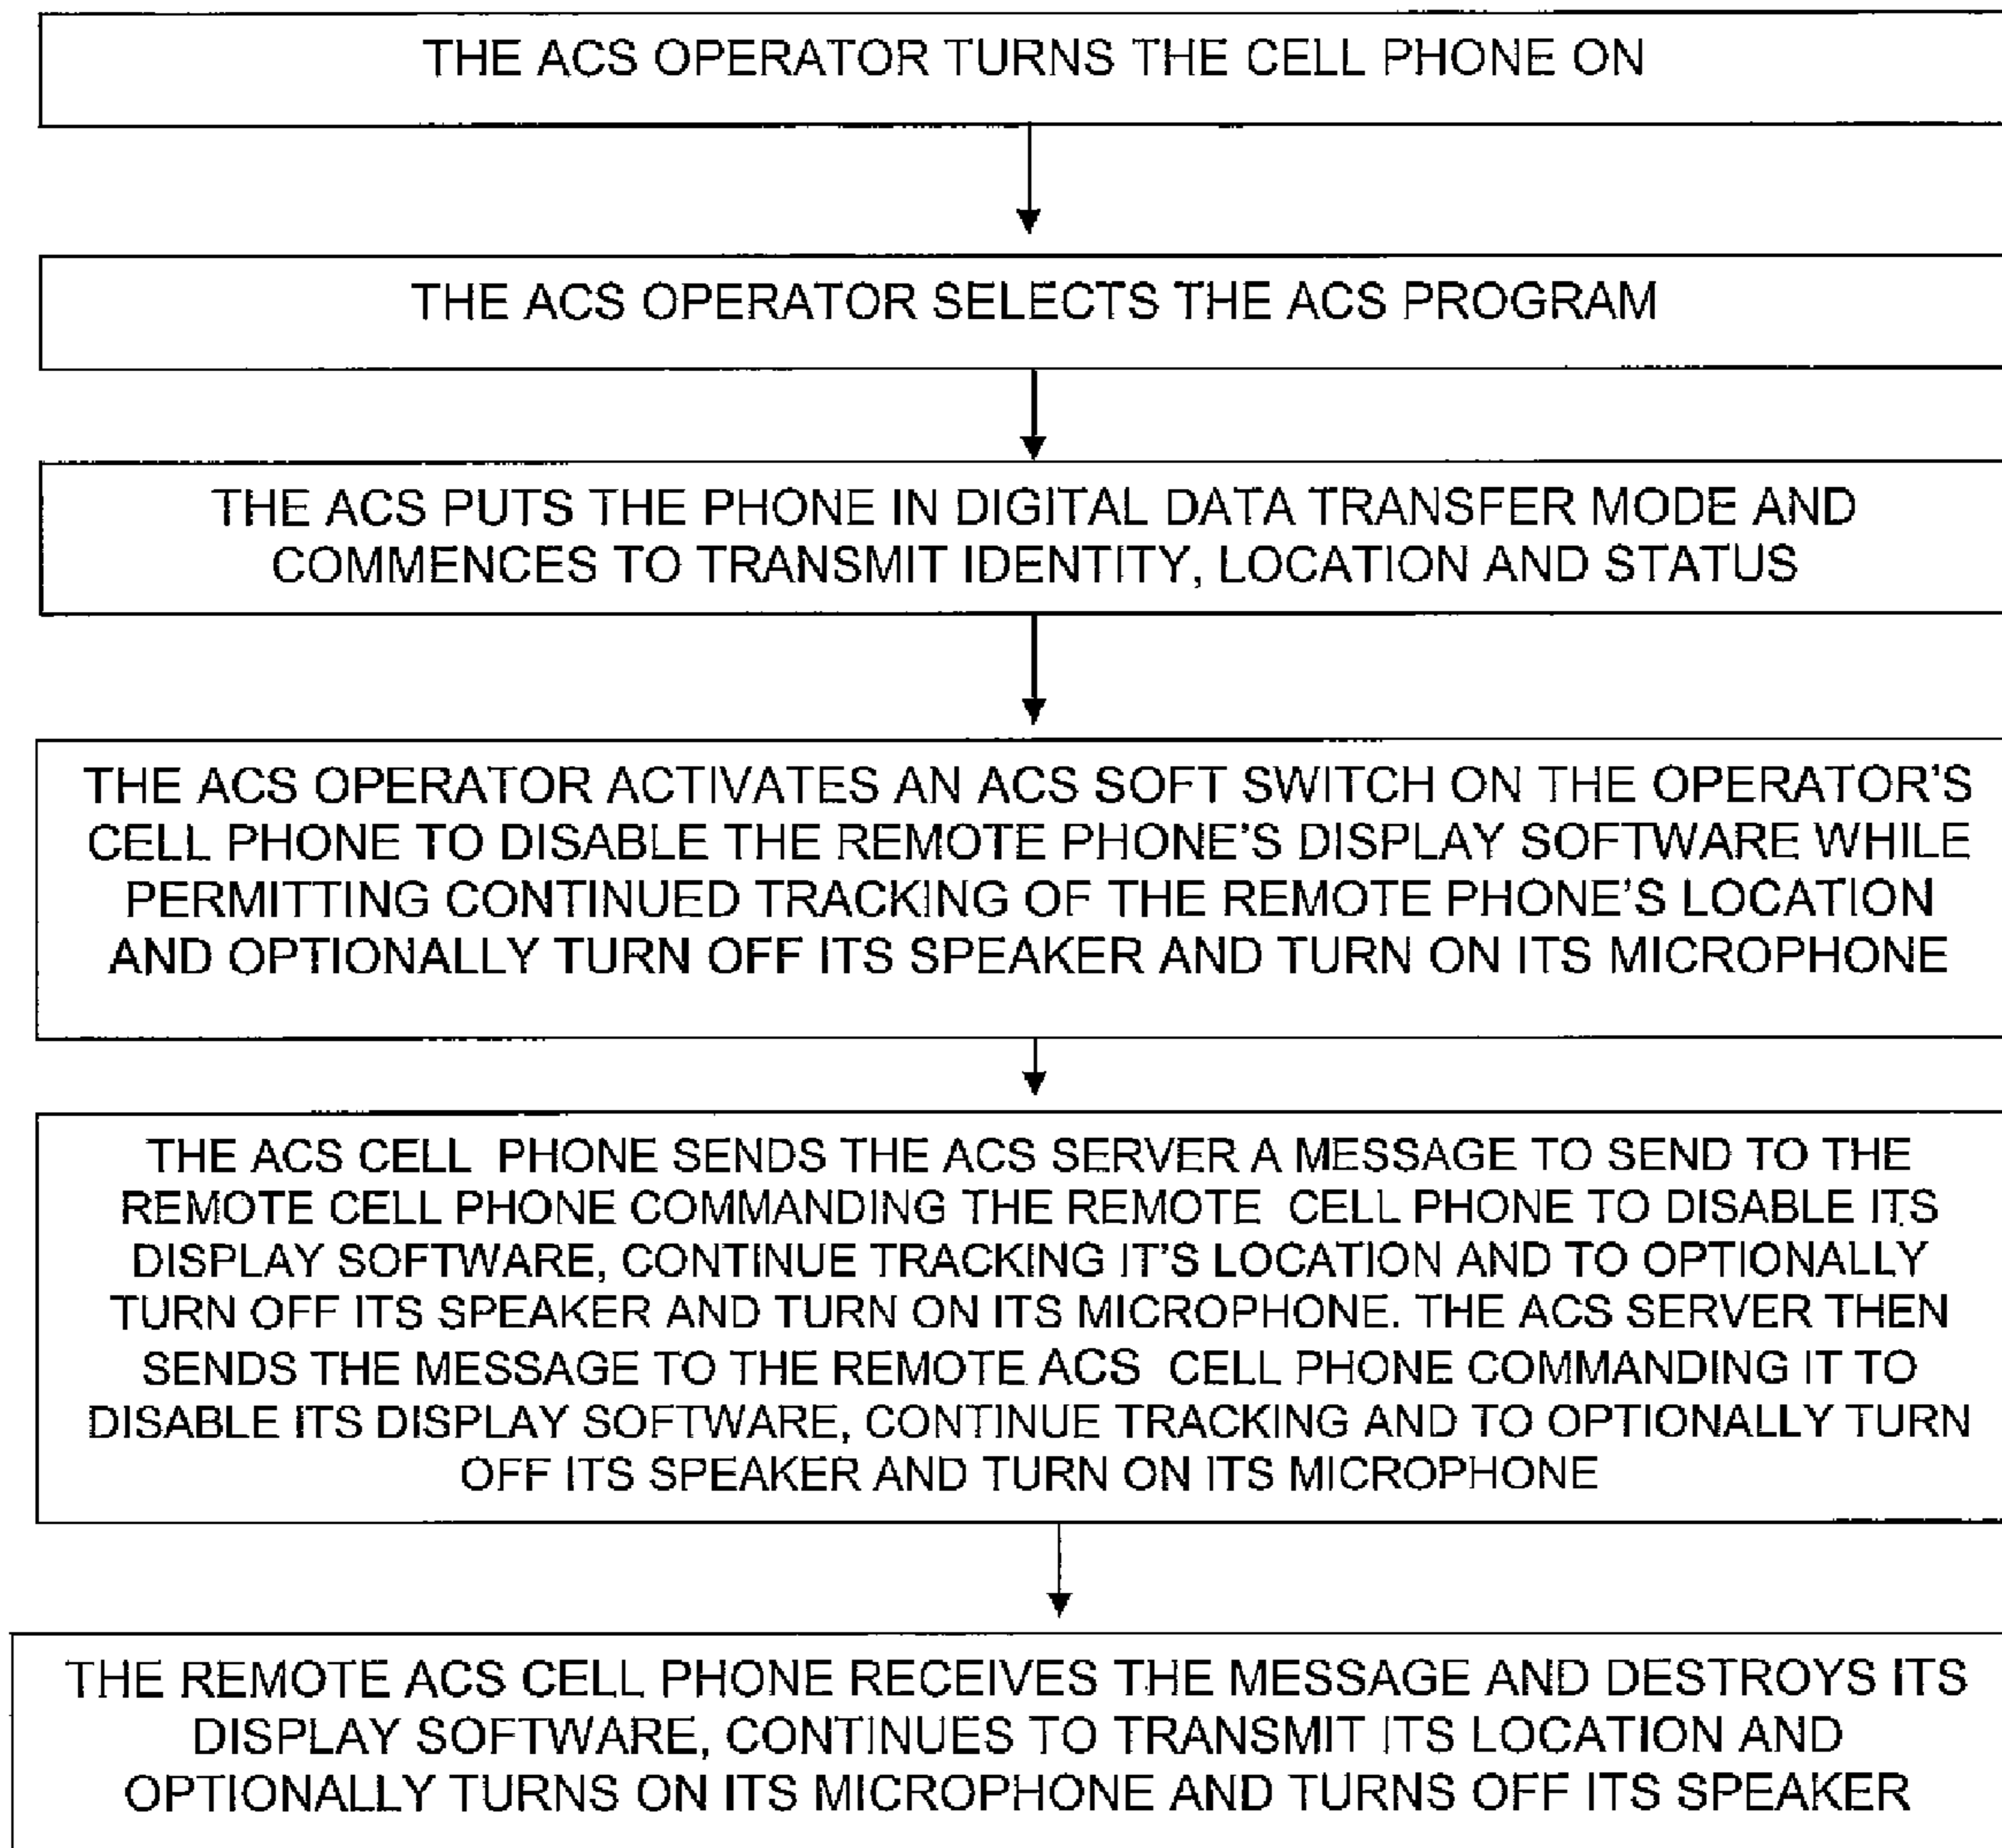 THE ACS OPERATOR TURNS THE CELL PHONE ON
THE ACS OPERATOR SELECTS THE ACS PROGRAM
THE ACS PUTS THE PHONE IN DIGITAL DATA TRANSFER MODE AND
COMMENCES TO TRANSMIT IDENTITY, LOCATION AND STATUS
THE ACS OPERATOR ACTIVATES AN ACS SOFT SWITCH ON THE OPERATOR'S
CELL PHONE TO DISABLE THE REMOTE PHONE'S DISPLAY SOFTWARE WHILE
PERMITTING CONTINUED TRACKING OF THE REMOTE PHONE'S LOCATION
AND OPTIONALLY TURN OFF ITS SPEAKER AND TURN ON ITS MICROPHONE
THE ACS CELL PHONE SENDS THE ACS SERVER A MESSAGE TO SEND TO THE
REMOTE CELL PHONE COMMANDING THE REMOTE CELL PHONE TO DISABLE ITS
DISPLAY SOFTWARE, CONTINUE TRACKING IT'S LOCATION AND TO OPTIONALLY
TURN OFF ITS SPEAKER AND TURN ON ITS MICROPHONE. THE ACS SERVER THEN
SENDS THE MESSAGE TO THE REMOTE ACS CELL PHONE COMMANDING IT TO
DISABLE ITS DISPLAY SOFTWARE, CONTINUE TRACKING AND TO OPTIONALLY TURN
OFF ITS SPEAKER AND TURN ON ITS MICROPHONE
THE REMOTE ACS CELL PHONE RECEIVES THE MESSAGE AND DESTROYS ITS
DISPLAY SOFTWARE, CONTINUES TO TRANSMIT ITS LOCATION AND
OPTIONALLY TURNS ON ITS MICROPHONE AND TURNS OFF ITS SPEAKER